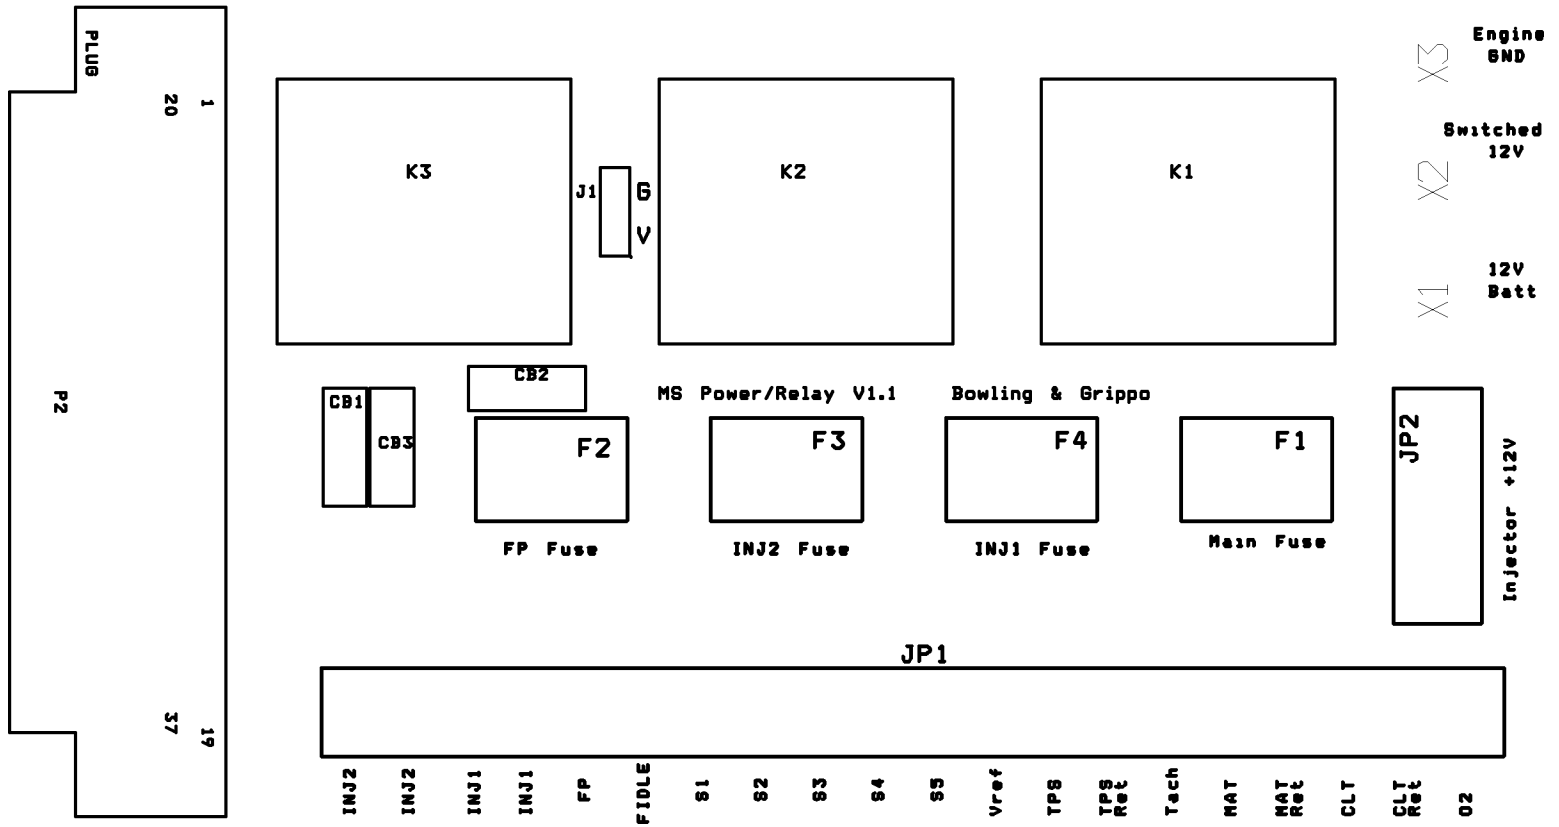 PLUG
20
1
P2
37
19
K3
J1
G
V
K2
K1
X3
Engine
GND
X2
Switched
12V
X1
12V
Batt
CB1
CB3
CB2
MS Power/Relay V1.1
Bowling & Grippo
F2
F3
F4
F1
FP Fuse
INJ2 Fuse
INJ1 Fuse
Main Fuse
JP2
Injector +12V
JP1
INJ2
INJ2
INJ1
INJ1
FP
FIDLE
S1
S2
S3
S4
S5
Vref
TPS
TPS
Ret
Tach
MAT
MAT
Ret
CLT
CLT
Ret
O2